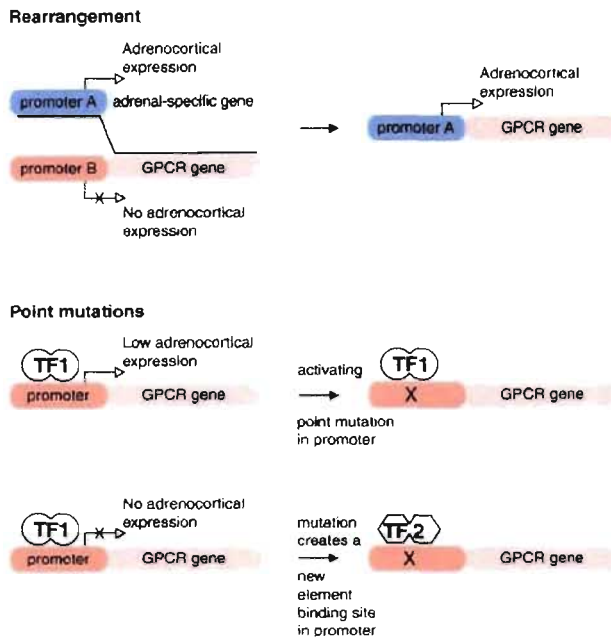 Rearrangement
Adrenocortical
expression
promoter A
adrenal-specific gene
promoter B
GPCR gene
No adrenocortical
expression
Adrenocortical
expression
promoter A
GPCR gene
Point mutations
TF1
Low adrenocortical
expression
promoter
GPCR gene
activating
point mutation
in promoter
TF1
X
GPCR gene
TF1
No adrenocortical
expression
promoter
GPCR gene
mutation
creates a
new
element
binding site
in promoter
TF2
X
GPCR gene